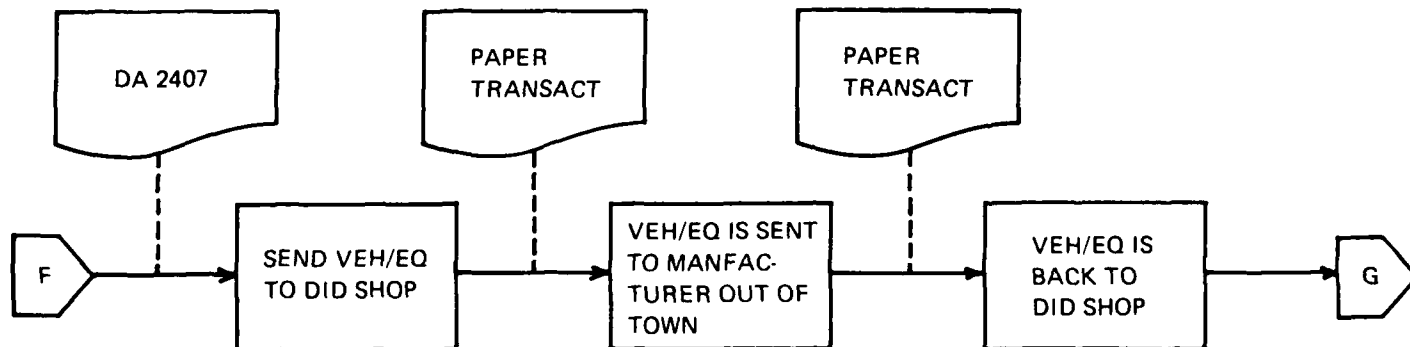 DA 2407
PAPER
TRANSACT
PAPER
TRANSACT
F
SEND VEH/EQ
TO DID SHOP
VEH/EQ IS SENT
TO MANFAC-
TURER OUT OF
TOWN
VEH/EQ IS
BACK TO
DID SHOP
G